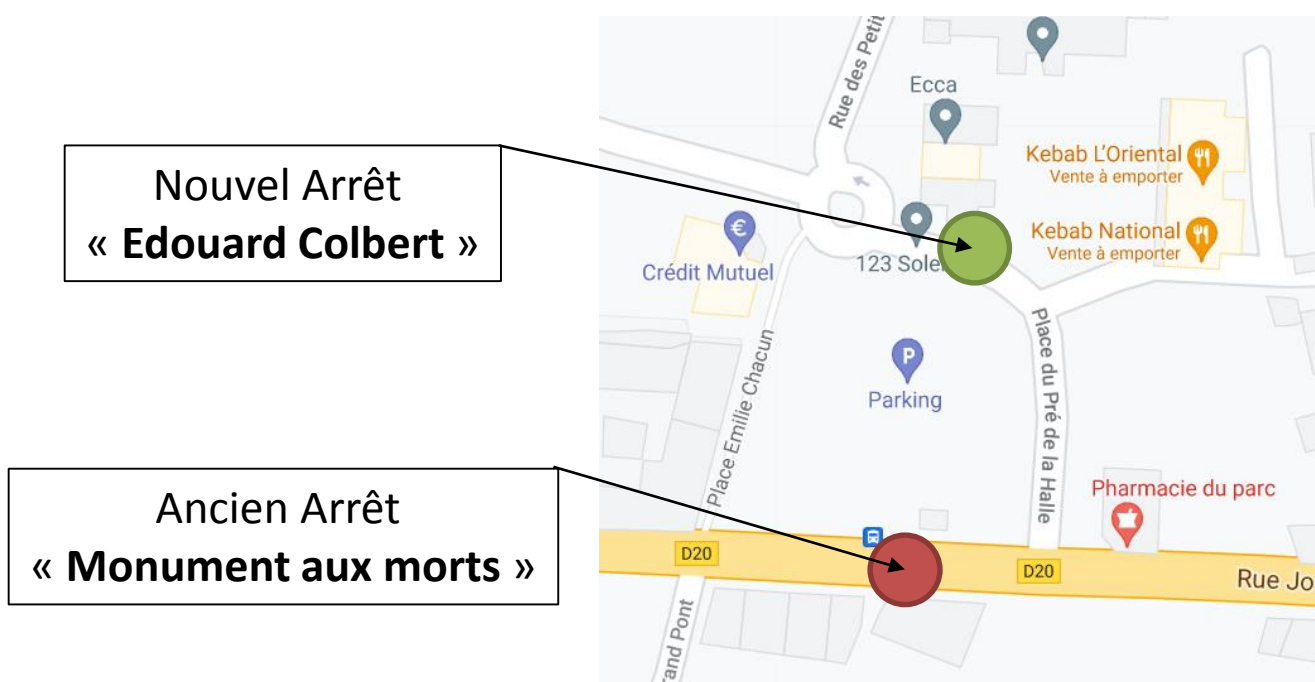 Nouvel Arrêt
« Edouard Colbert »
Ancien Arrêt
« Monument aux morts »
Rue des Petit
Ecca
Kebab L'Oriental
Vente à emporter
Kebab National
Vente à emporter
€
Crédit Mutuel
123 Solei
Place Emilie Chacun
P
Parking
Place du Pré de la Halle
Pharmacie du parc
D20
D20
Rue Jo
rand Pont